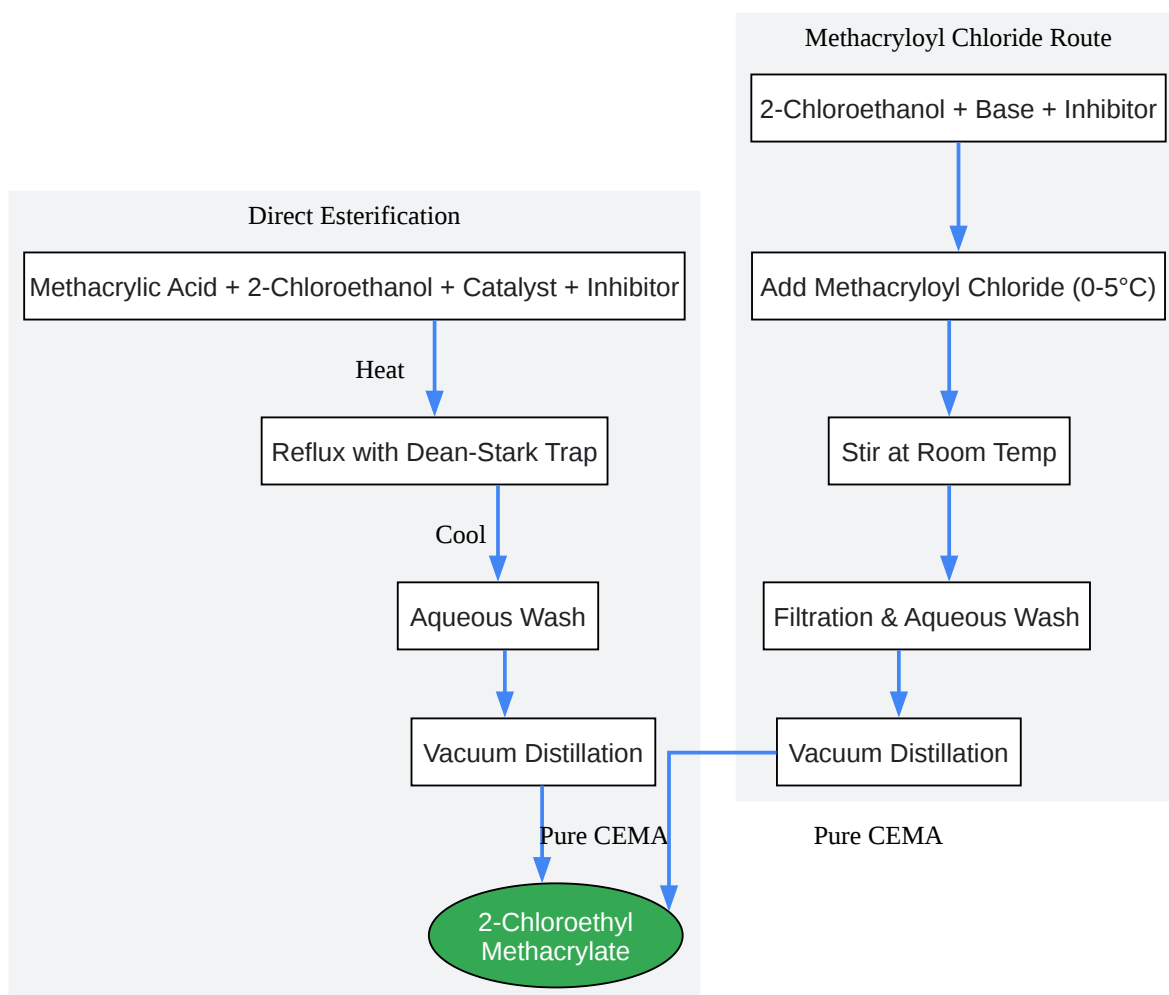 Methacryloyl Chloride Route
2-Chloroethanol + Base + Inhibitor
Add Methacryloyl Chloride (0-5°C)
Stir at Room Temp
Filtration & Aqueous Wash
Vacuum Distillation
Pure CEMA
Direct Esterification
Methacrylic Acid + 2-Chloroethanol + Catalyst + Inhibitor
Heat
Reflux with Dean-Stark Trap
Cool
Aqueous Wash
Vacuum Distillation
Pure CEMA
2-Chloroethyl
Methacrylate